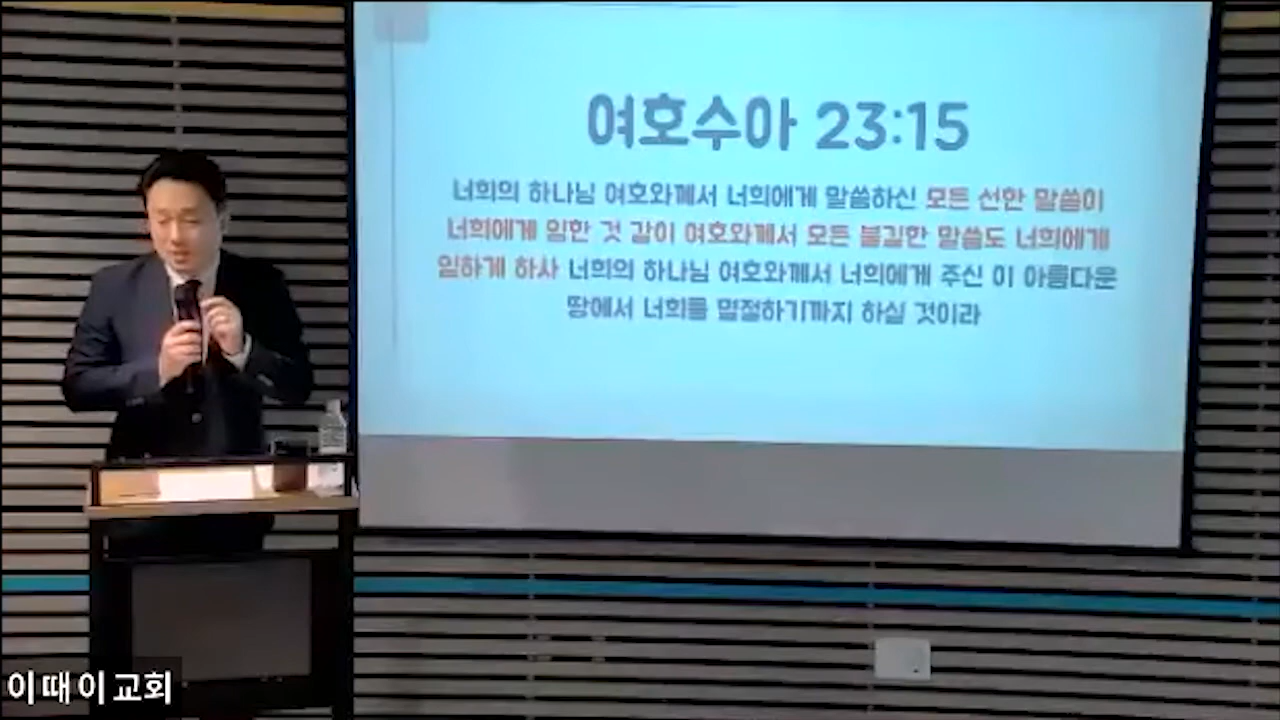 여호수아 23:15
너희의 하나님 여호와께서 너희에게 말씀하신 모든 선한 말씀이
너희에게 임한 것 같이 여호와께서 모든 불길한 말씀도 너희에게
임하게 하사 너희의 하나님 여호와께서 너희에게 주신 이 아름다운
땅에서 너희를 멸절하기까지 하실 것이라
이때이교회